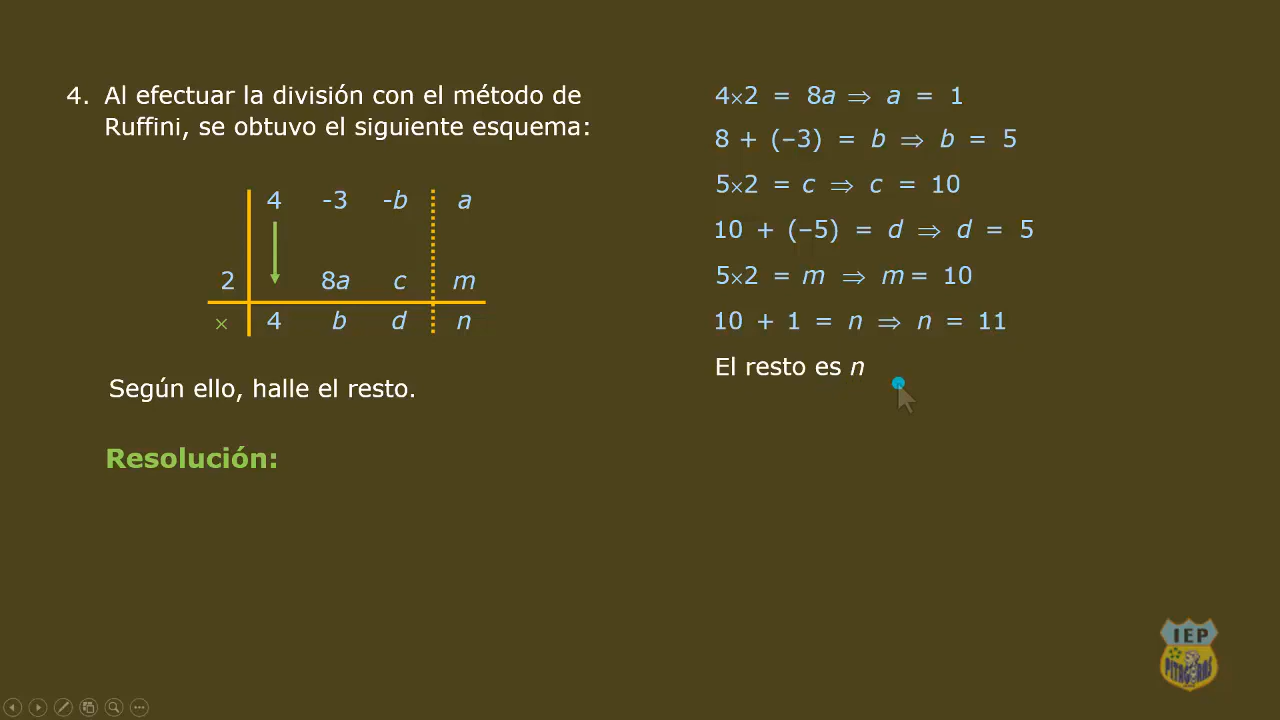 4. Al efectuar la división con el método de
Ruffini, se obtuvo el siguiente esquema:
4 -3 -b a
2 8a c m
× 4 b d n
Según ello, halle el resto.
Resolución:
4×2 = 8a ⇒ a = 1
8 + (–3) = b ⇒ b = 5
5×2 = c ⇒ c = 10
10 + (–5) = d ⇒ d = 5
5×2 = m ⇒ m = 10
10 + 1 = n ⇒ n = 11
El resto es n
IEP
PITAGORAS